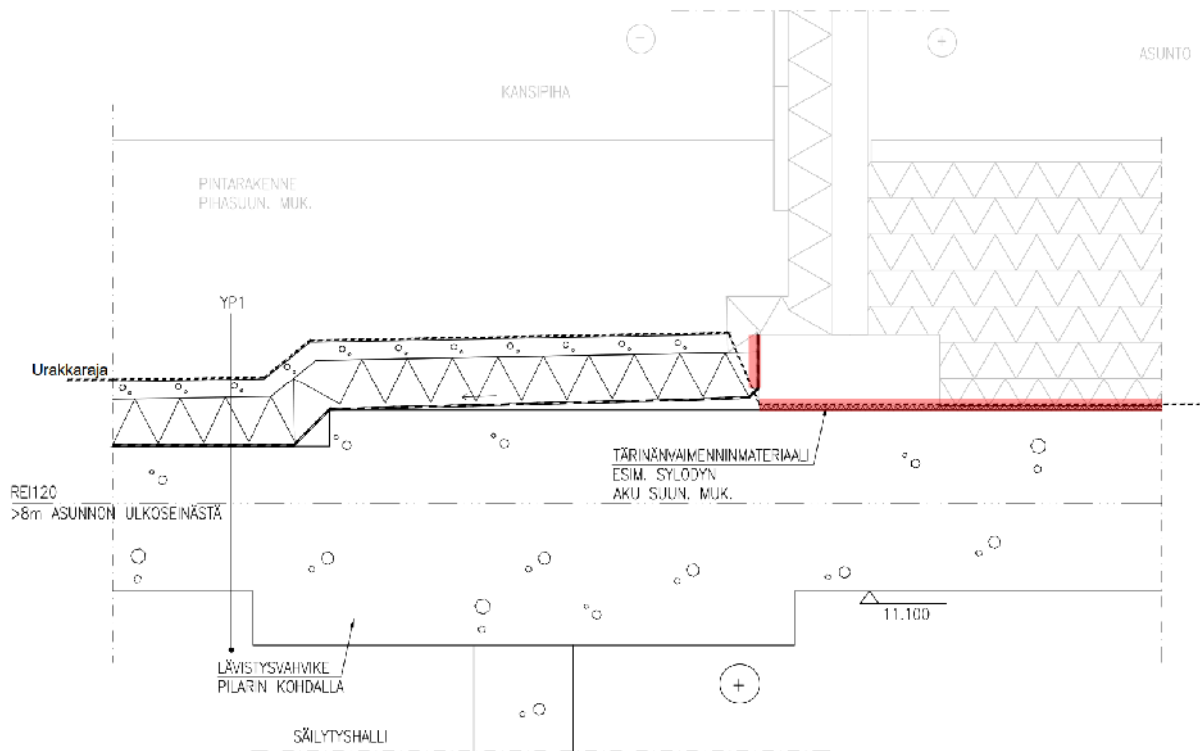 ASUNTO
KANSIPIHA
PINTARAKENNE
PIHASUUN. MUK.
YP1
Urakkaraja
TÄRINÄNVAIMENNINMATERIAALI
ESIM. SYLODYN
AKU SUUN. MUK.
REI120
>8m ASUNNON ULKOSEINÄSTÄ
11.100
LÄVISTYSVAHVIKE
PILARIN KOHDALLA
SÄILYTYSHALLI